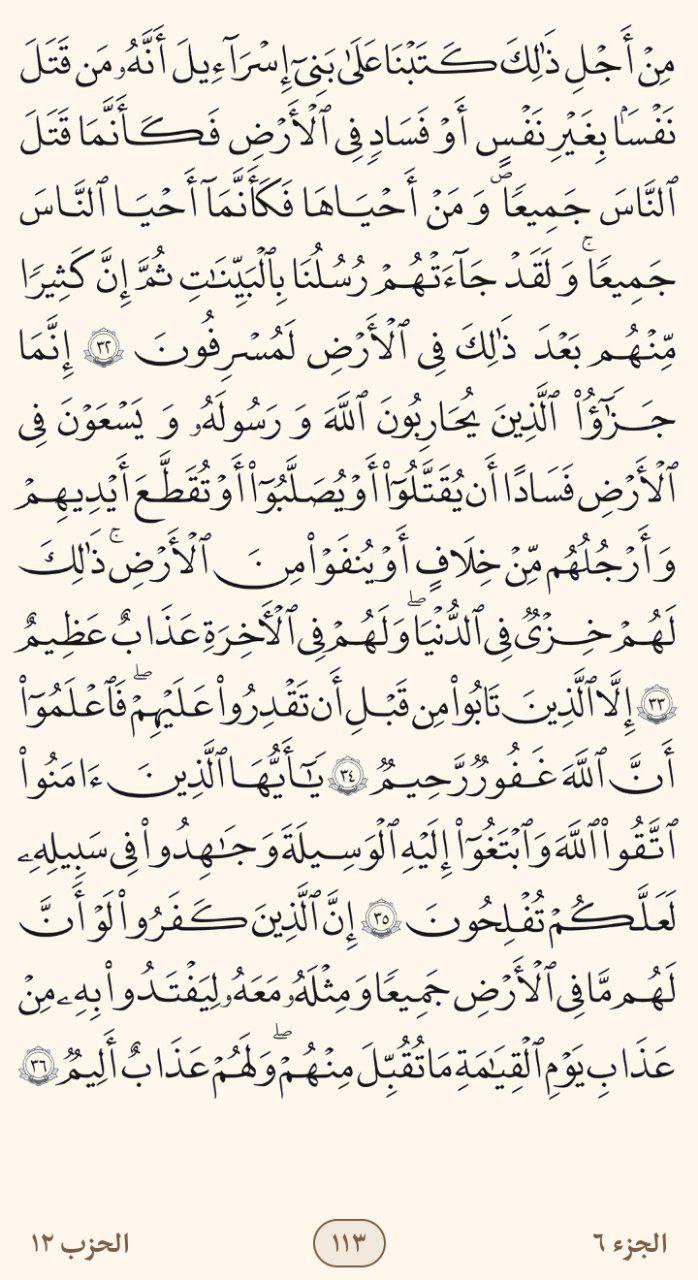 مِنْ أَجْلِ ذَٰلِكَ كَتَبْنَا عَلَىٰ بَنِىٓ إِسْرَٰٓءِيلَ أَنَّهُۥ مَن قَتَلَ
نَفْسًۢا بِغَيْرِ نَفْسٍ أَوْ فَسَادٍ فِى ٱلْأَرْضِ فَكَأَنَّمَا قَتَلَ
ٱلنَّاسَ جَمِيعًا ۖ وَ مَنْ أَحْيَاهَا فَكَأَنَّمَآ أَحْيَا ٱلنَّاسَ
جَمِيعًا ۚ وَ لَقَدْ جَآءَتْهُمْ رُسُلُنَا بِٱلْبَيِّنَٰتِ ثُمَّ إِنَّ كَثِيرًا
مِّنْهُم بَعْدَ ذَٰلِكَ فِى ٱلْأَرْضِ لَمُسْرِفُونَ ٣٢ إِنَّمَا
جَزَٰٓؤُا۟ ٱلَّذِينَ يُحَارِبُونَ ٱللَّهَ وَ رَسُولَهُۥ وَ يَسْعَوْنَ فِى
ٱلْأَرْضِ فَسَادًا أَن يُقَتَّلُوٓا۟ أَوْ يُصَلَّبُوٓا۟ أَوْ تُقَطَّعَ أَيْدِيهِمْ
وَ أَرْجُلُهُم مِّنْ خِلَافٍ أَوْ يُنفَوْا۟ مِنَ ٱلْأَرْضِ ۚ ذَٰلِكَ
لَهُمْ خِزْىٌ فِى ٱلدُّنْيَا ۖ وَلَهُمْ فِى ٱلْأَخِرَةِ عَذَابٌ عَظِيمٌ
٣٣ إِلَّا ٱلَّذِينَ تَابُوا۟ مِن قَبْلِ أَن تَقْدِرُوا۟ عَلَيْهِمْ ۖ فَٱعْلَمُوٓا۟
أَنَّ ٱللَّهَ غَفُورٌ رَّحِيمٌ ٣٤ يَٰٓأَيُّهَا ٱلَّذِينَ ءَامَنُوا۟
ٱتَّقُوا۟ ٱللَّهَ وَٱبْتَغُوٓا۟ إِلَيْهِ ٱلْوَسِيلَةَ وَ جَٰهِدُوا۟ فِى سَبِيلِهِۦ
لَعَلَّكُمْ تُفْلِحُونَ ٣٥ إِنَّ ٱلَّذِينَ كَفَرُوا۟ لَوْ أَنَّ
لَهُم مَّا فِى ٱلْأَرْضِ جَمِيعًا وَ مِثْلَهُۥ مَعَهُۥ لِيَفْتَدُوا۟ بِهِۦ مِنْ
عَذَابِ يَوْمِ ٱلْقِيَٰمَةِ مَا تُقُبِّلَ مِنْهُمْ ۖ وَلَهُمْ عَذَابٌ أَلِيمٌ ٣٦
الجزء ٦ ١١٣ الحزب ١٢